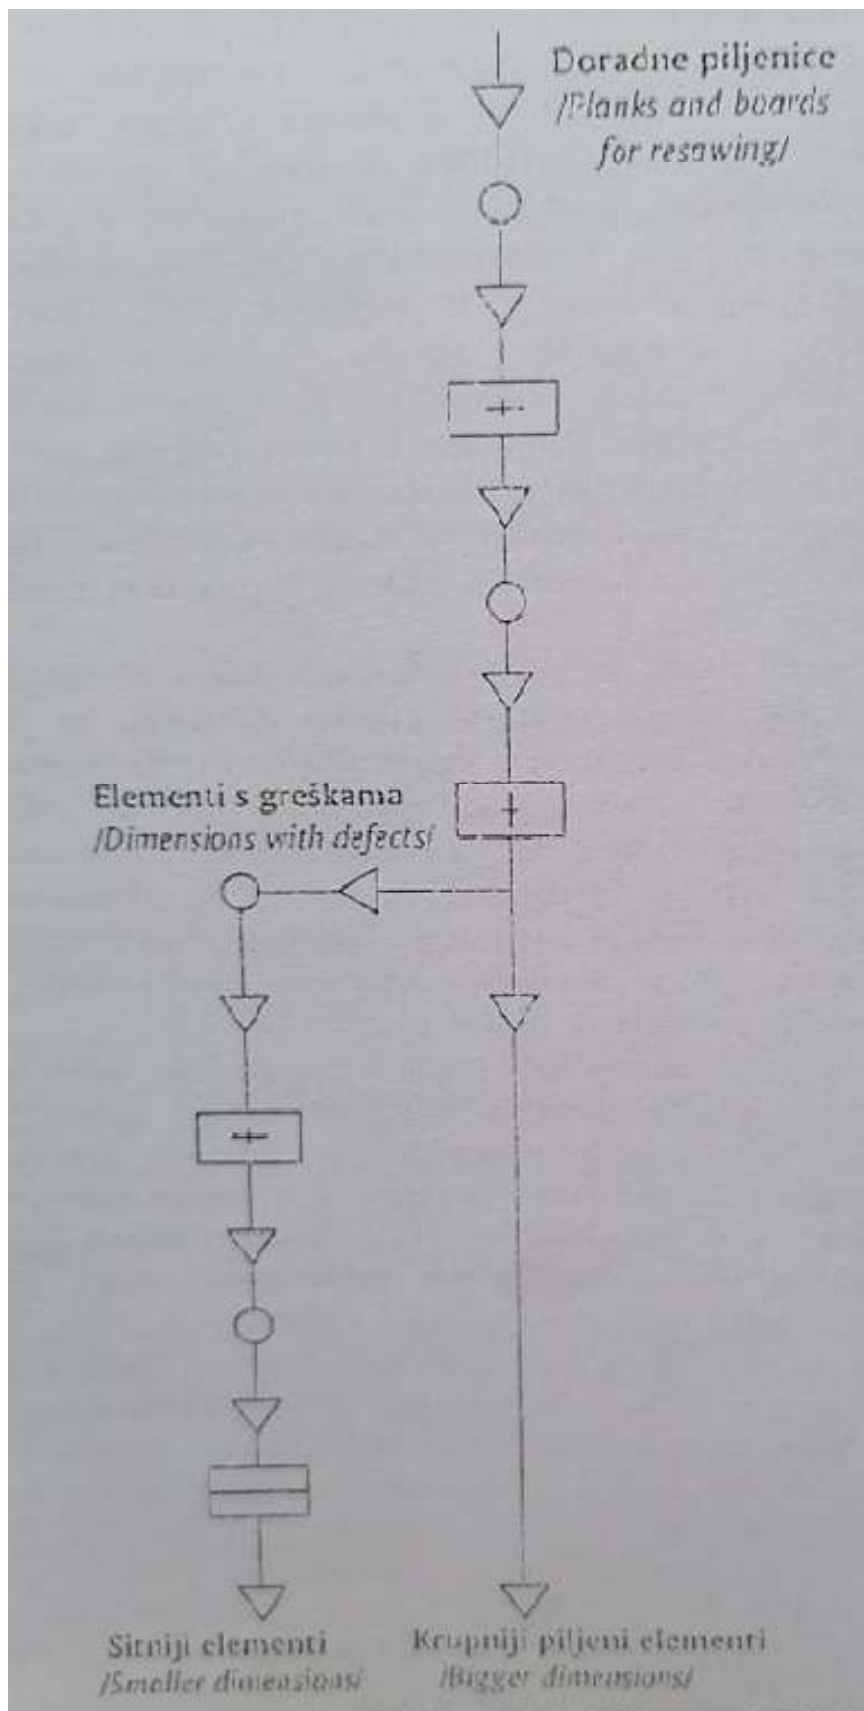 Doradne piljenice
/Planks and boards
for resawing/
Elementi s greškama
/Dimensions with defects/
Sitniji elementi
/Smaller dimensions/
Krupniji piljeni elementi
/Bigger dimensions/